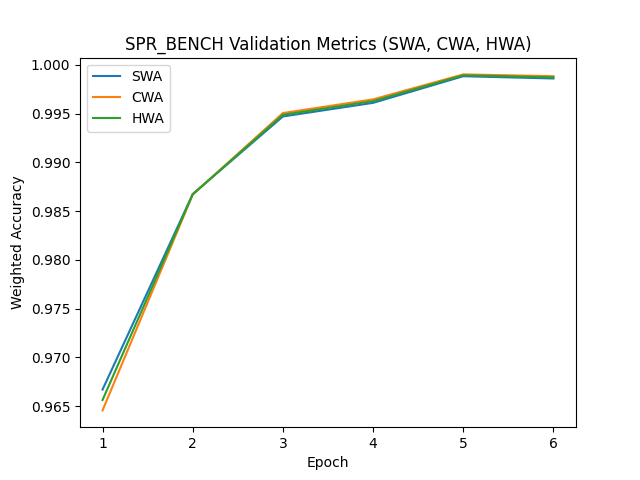 SPR_BENCH Validation Metrics (SWA, CWA, HWA)
SWA
CWA
HWA
Weighted Accuracy
1.000
0.995
0.990
0.985
0.980
0.975
0.970
0.965
1 2 3 4 5 6
Epoch